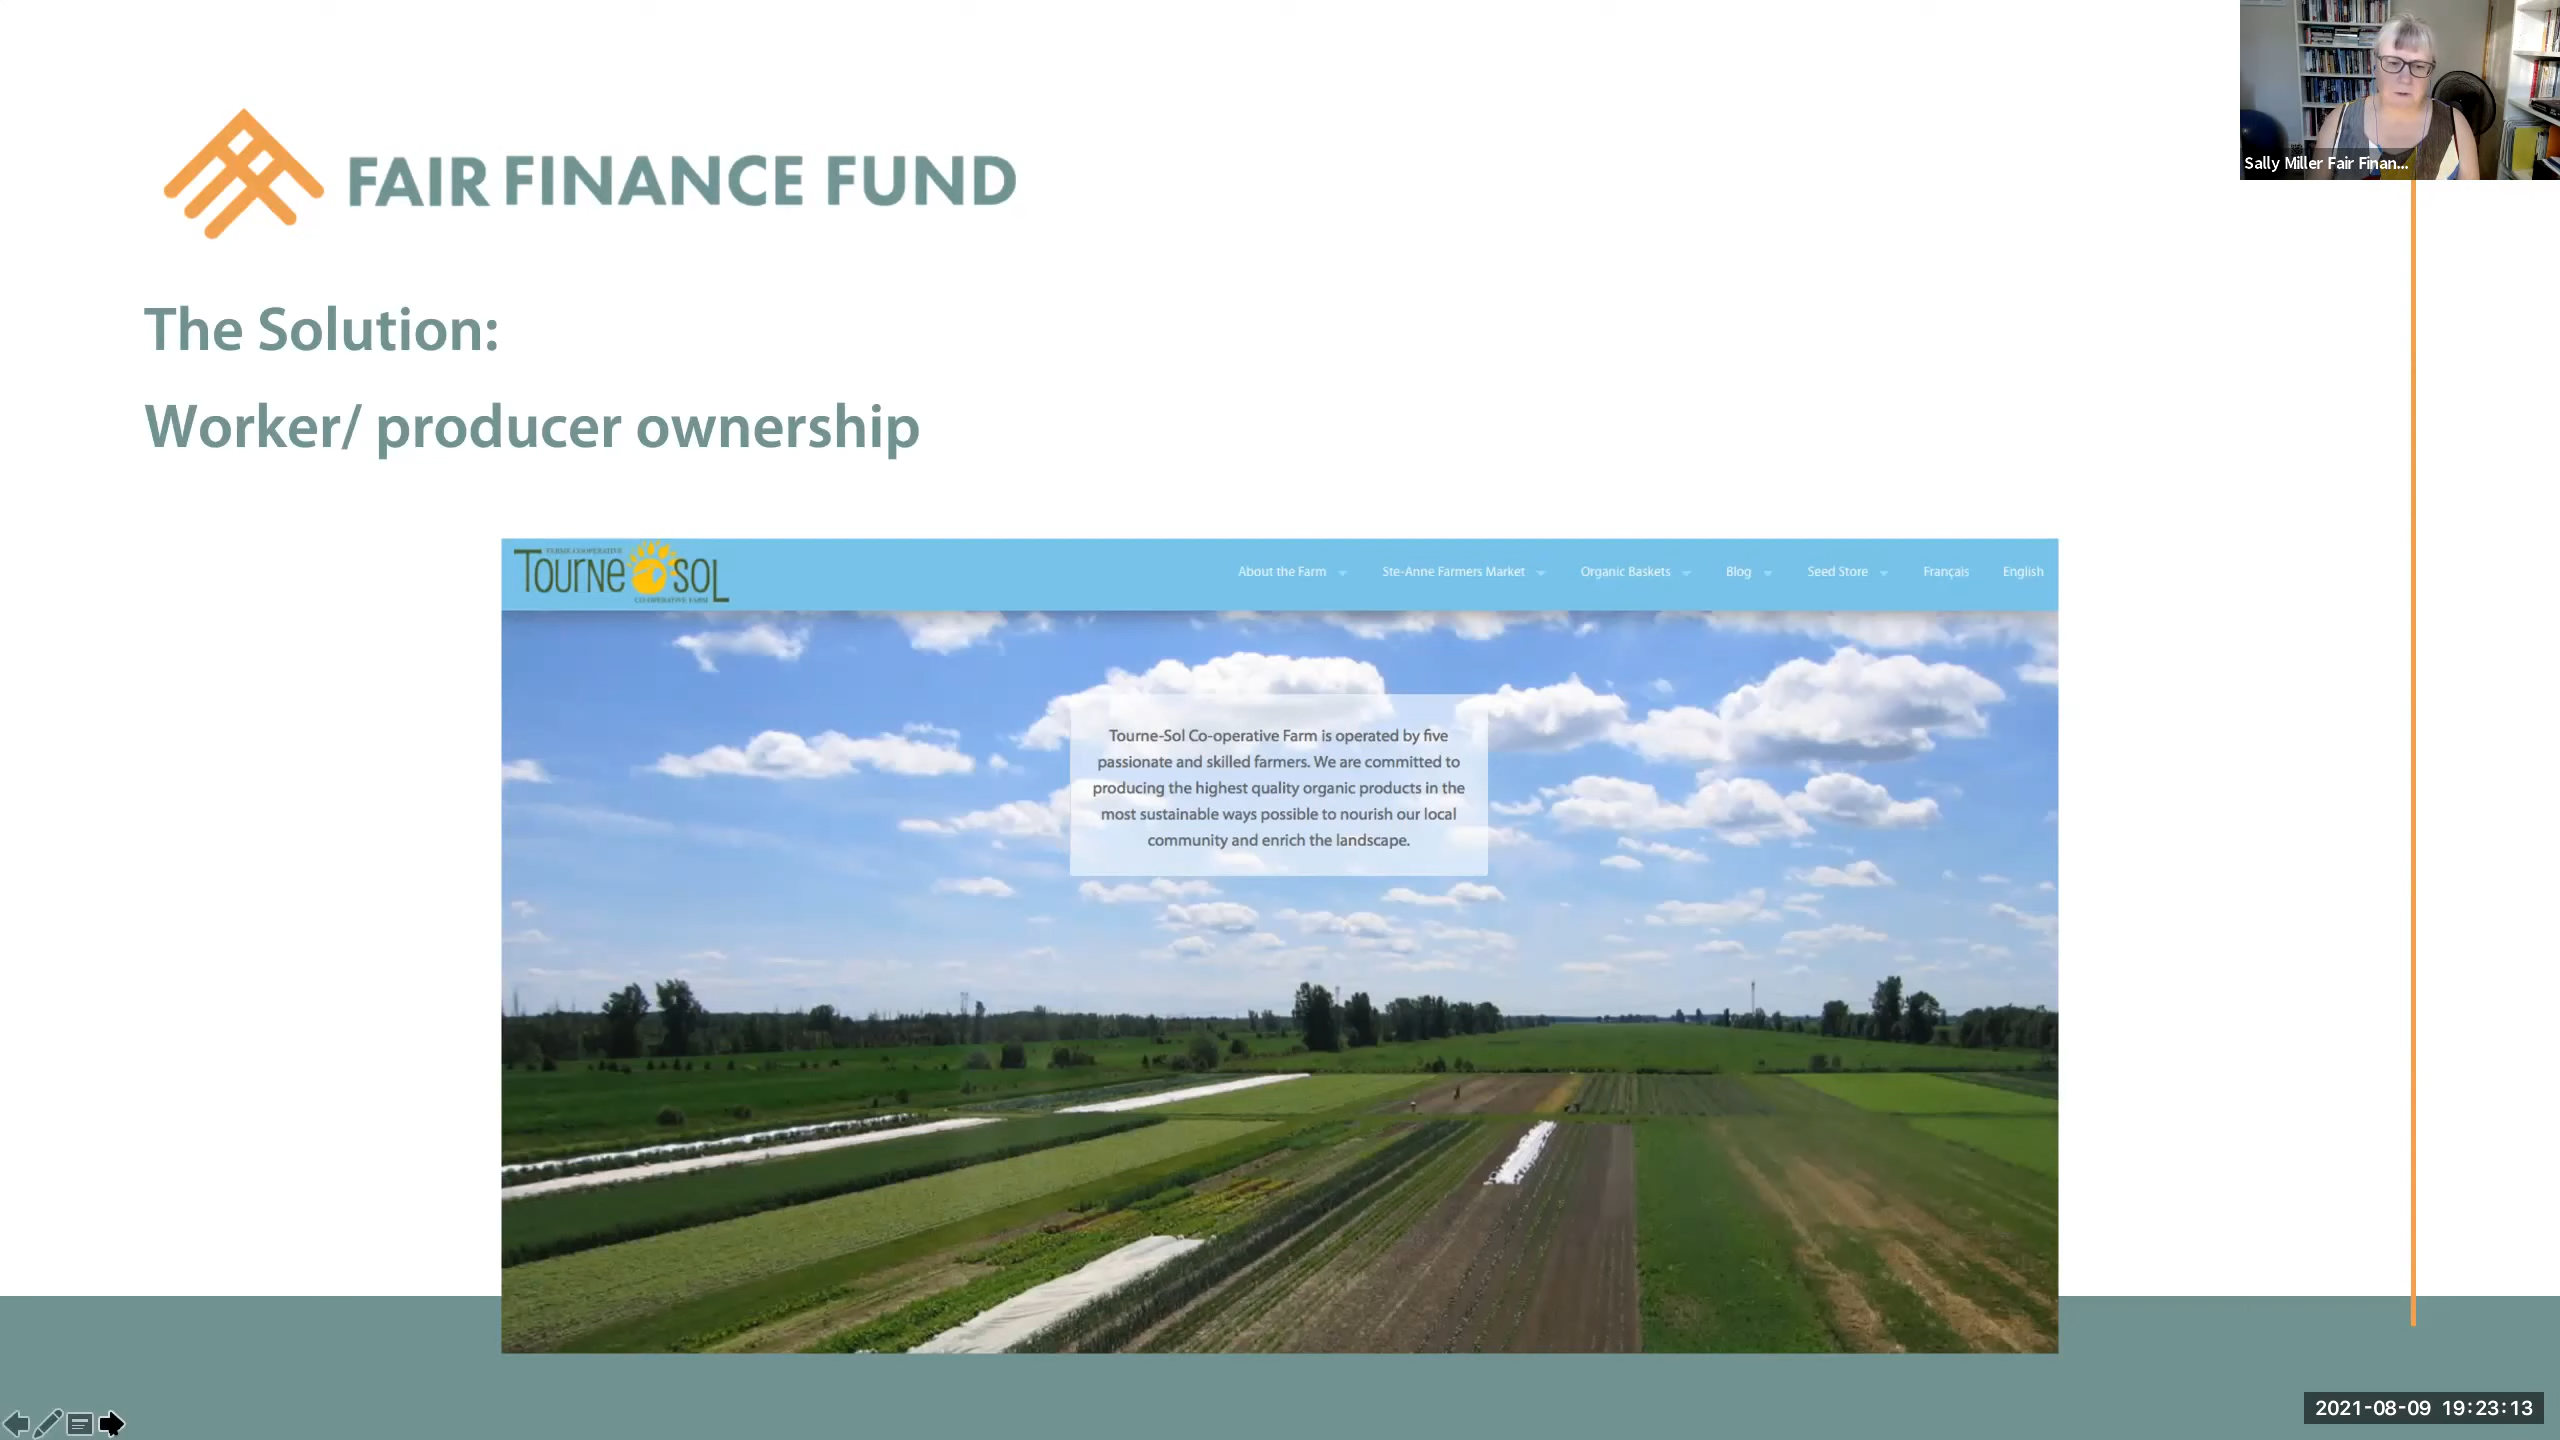 FAIR FINANCE FUND
Sally Miller Fair Finan...
The Solution:
Worker/ producer ownership
FERME COOPERATIVE
TOURNE SOL
CO-OPERATIVE FARM
About the Farm
Ste-Anne Farmers Market
Organic Baskets
Blog
Seed Store
Français
English
Tourne-Sol Co-operative Farm is operated by five
passionate and skilled farmers. We are committed to
producing the highest quality organic products in the
most sustainable ways possible to nourish our local
community and enrich the landscape.
2021-08-09 19:23:13